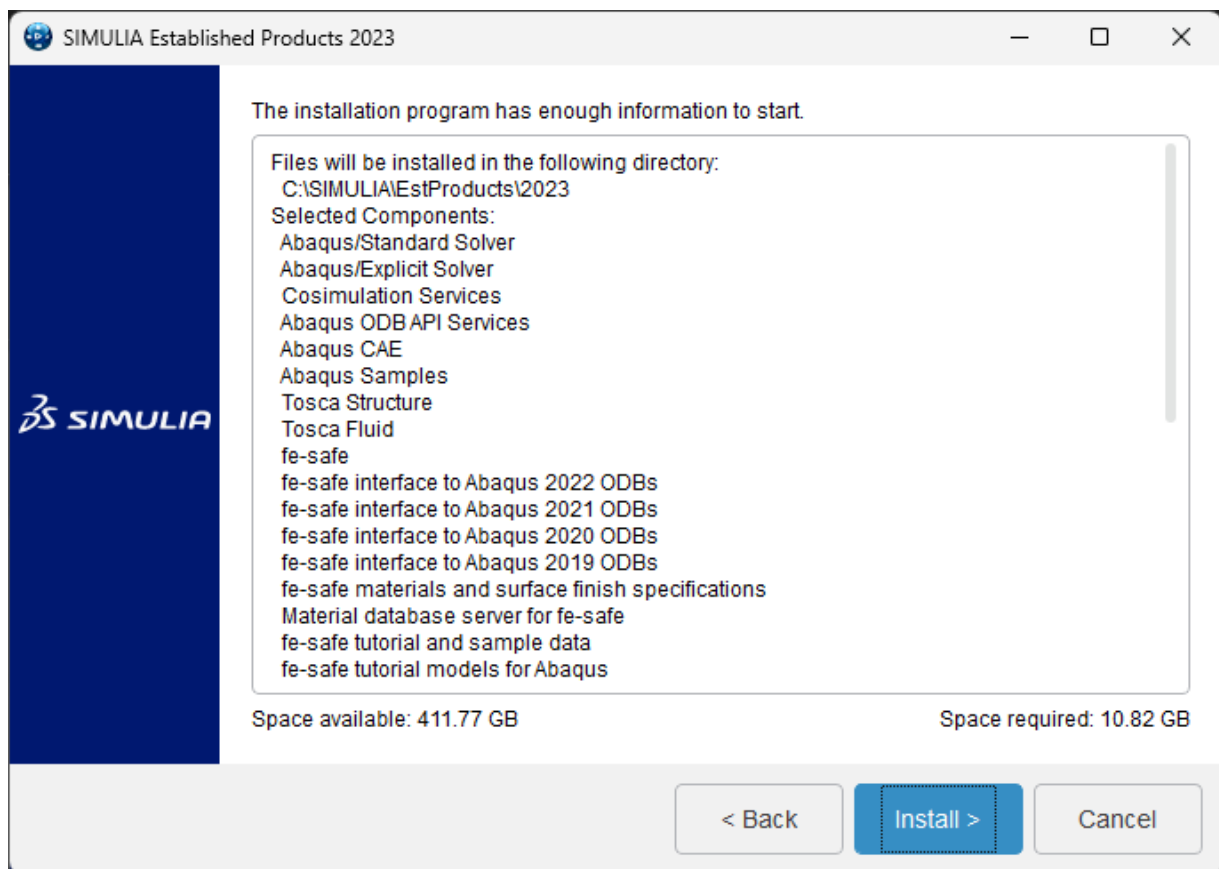 SIMULIA Established Products 2023
The installation program has enough information to start.
Files will be installed in the following directory:
C:\SIMULIA\EstProducts\2023
Selected Components:
Abaqus/Standard Solver
Abaqus/Explicit Solver
Cosimulation Services
Abaqus ODB API Services
Abaqus CAE
Abaqus Samples
Tosca Structure
Tosca Fluid
fe-safe
fe-safe interface to Abaqus 2022 ODBs
fe-safe interface to Abaqus 2021 ODBs
fe-safe interface to Abaqus 2020 ODBs
fe-safe interface to Abaqus 2019 ODBs
fe-safe materials and surface finish specifications
Material database server for fe-safe
fe-safe tutorial and sample data
fe-safe tutorial models for Abaqus
SIMULIA
Space available: 411.77 GB
Space required: 10.82 GB
< Back
Install >
Cancel